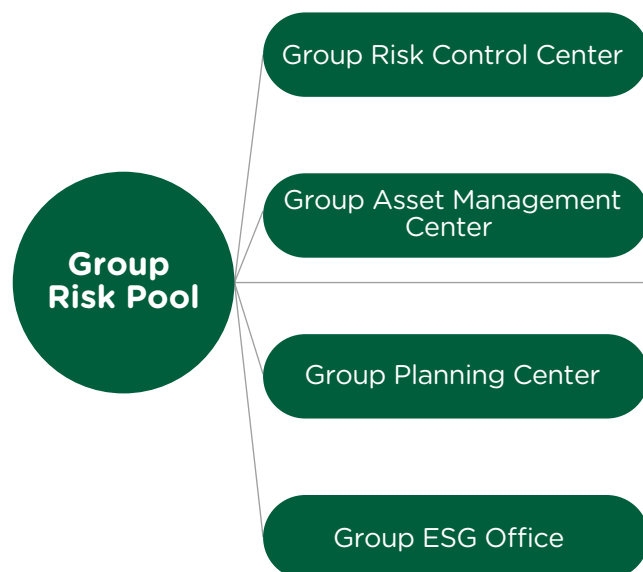 Group Risk Control Center
Group Asset Management
Center
Group
Risk Pool
Group Planning Center
Group ESG Office